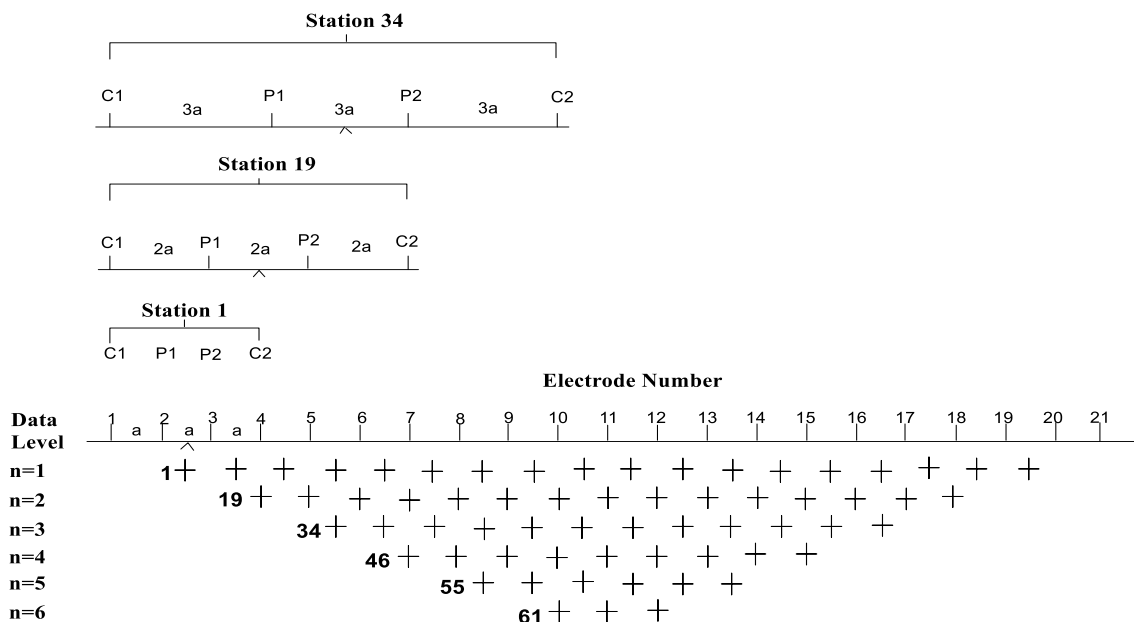 Station 34
C1 P1 P2 C2
3a 3a 3a
Station 19
C1 2a P1 2a P2 2a C2
Station 1
C1 P1 P2 C2
Electrode Number
Data Level
1 2 3 4 5 6 7 8 9 10 11 12 13 14 15 16 17 18 19 20 21
a a a
n=1 1
n=2 19
n=3 34
n=4 46
n=5 55
n=6 61